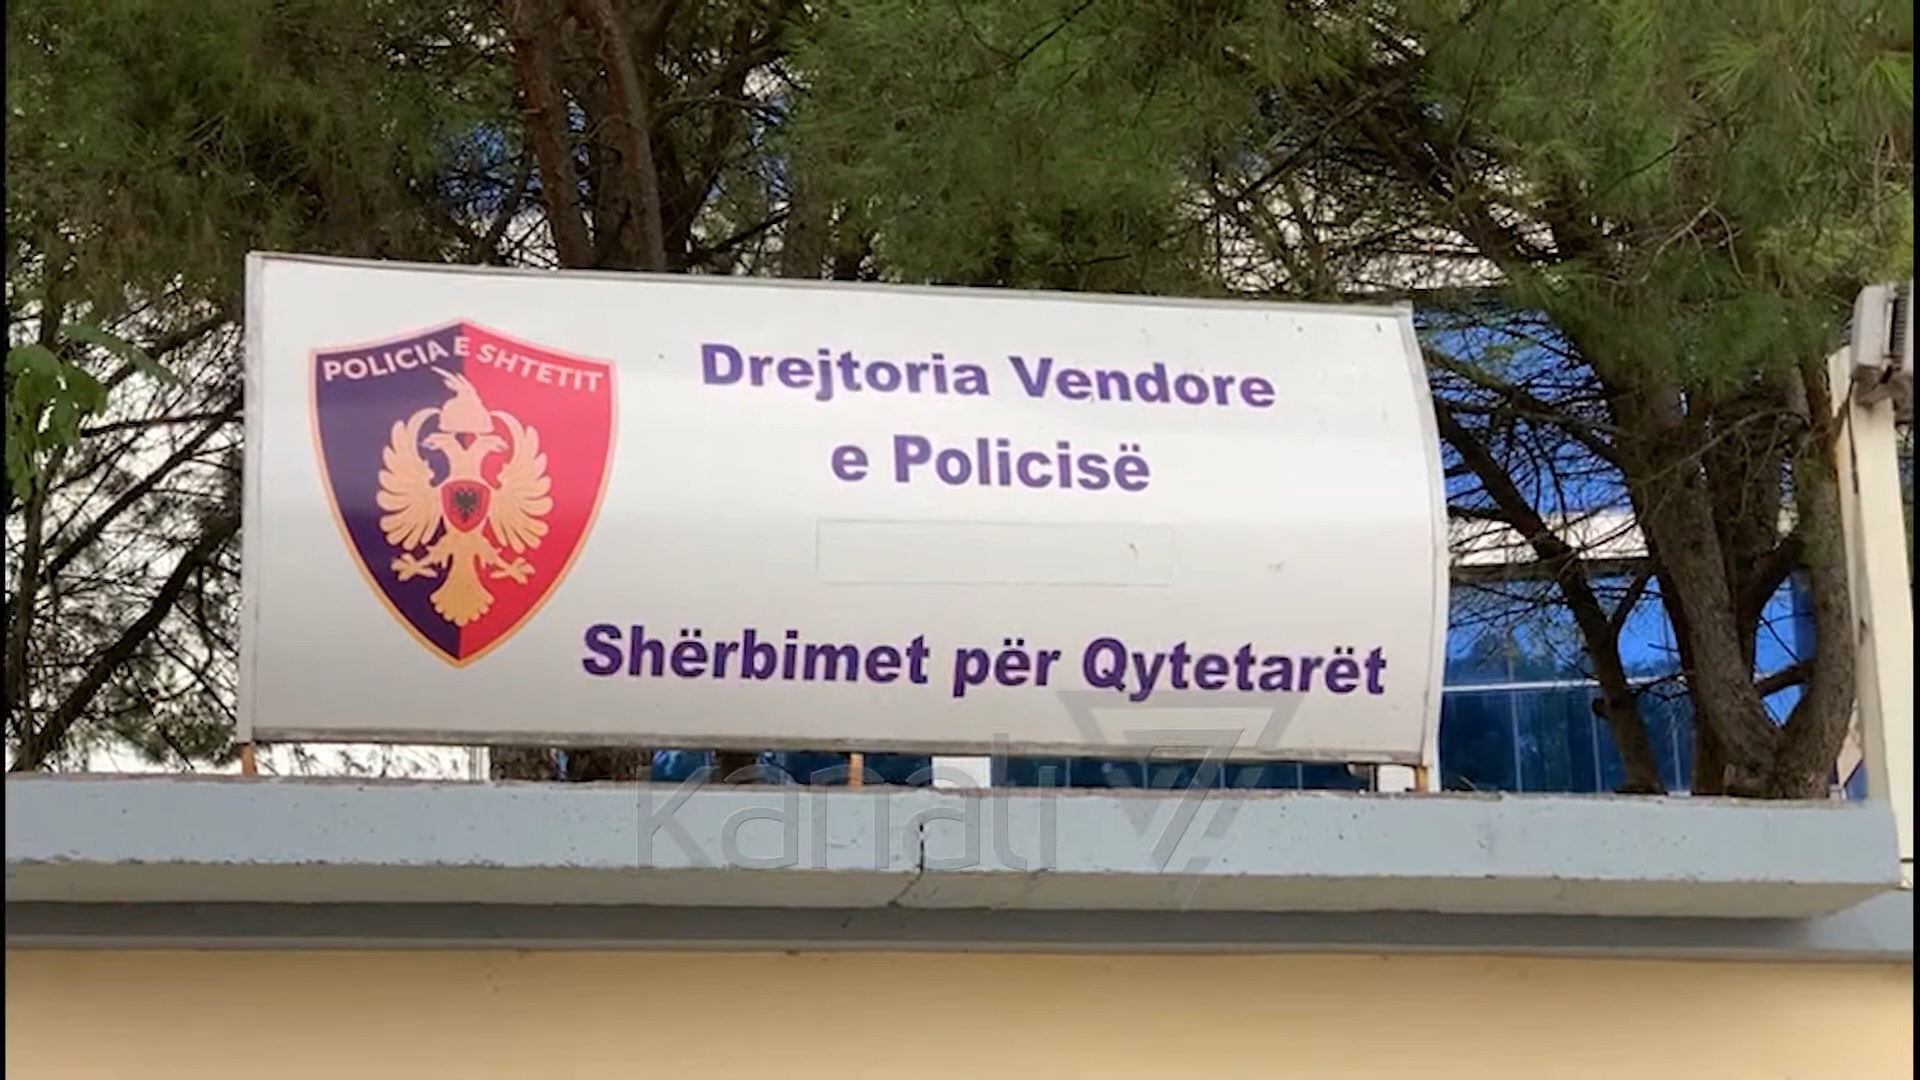 POLICIA E SHTETIT
Drejtoria Vendore
e Policisë
Shërbimet për Qytetarët
kanali 7